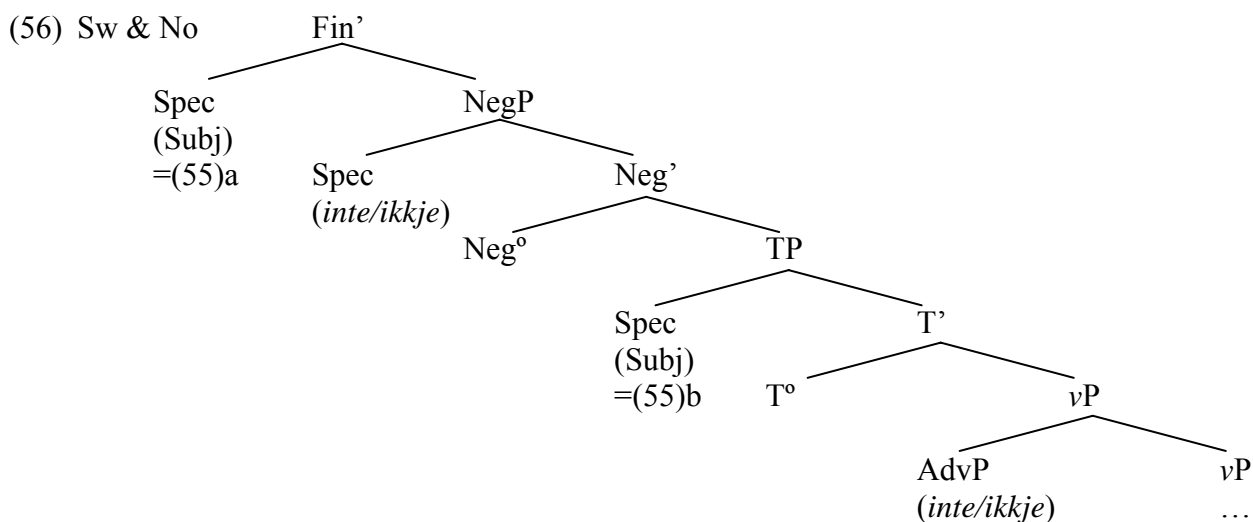 (56) Sw & No Fin’
Spec NegP
(Subj)
=(55)a Spec Neg’
(inte/ikkje)
Negº TP
Spec T’
(Subj)
=(55)b Tº vP
AdvP vP
(inte/ikkje) …